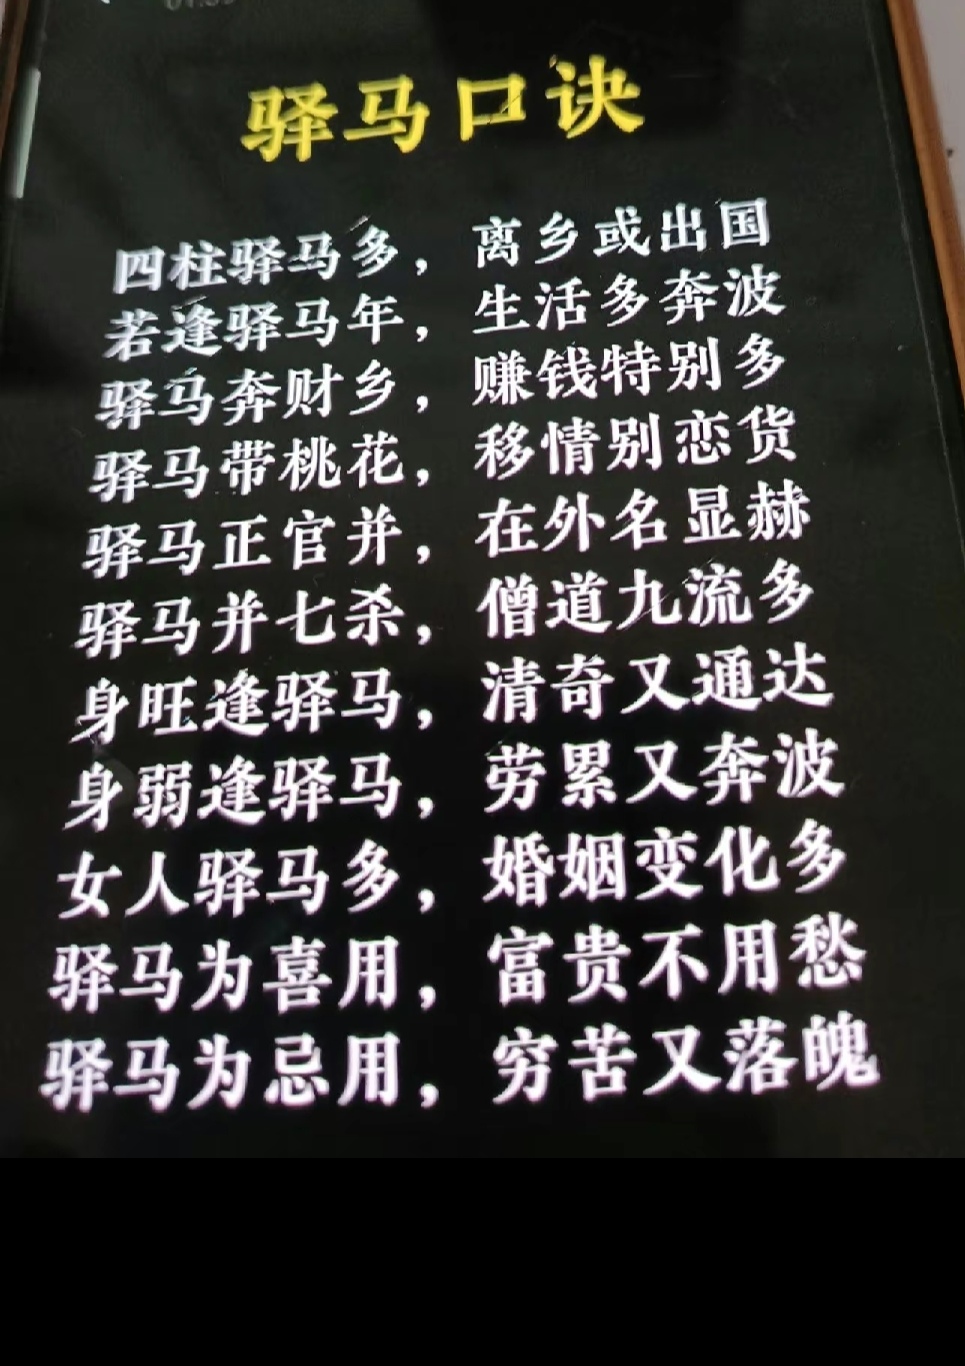 驿马口诀
四柱驿马多，离乡或出国
若逢驿马年，生活多奔波
驿马奔财乡，赚钱特别多
驿马带桃花，移情别恋货
驿马正官并，在外名显赫
驿马并七杀，僧道九流多
身旺逢驿马，清奇又通达
身弱逢驿马，劳累又奔波
女人驿马多，婚姻变化多
驿马为喜用，富贵不用愁
驿马为忌用，穷苦又落魄